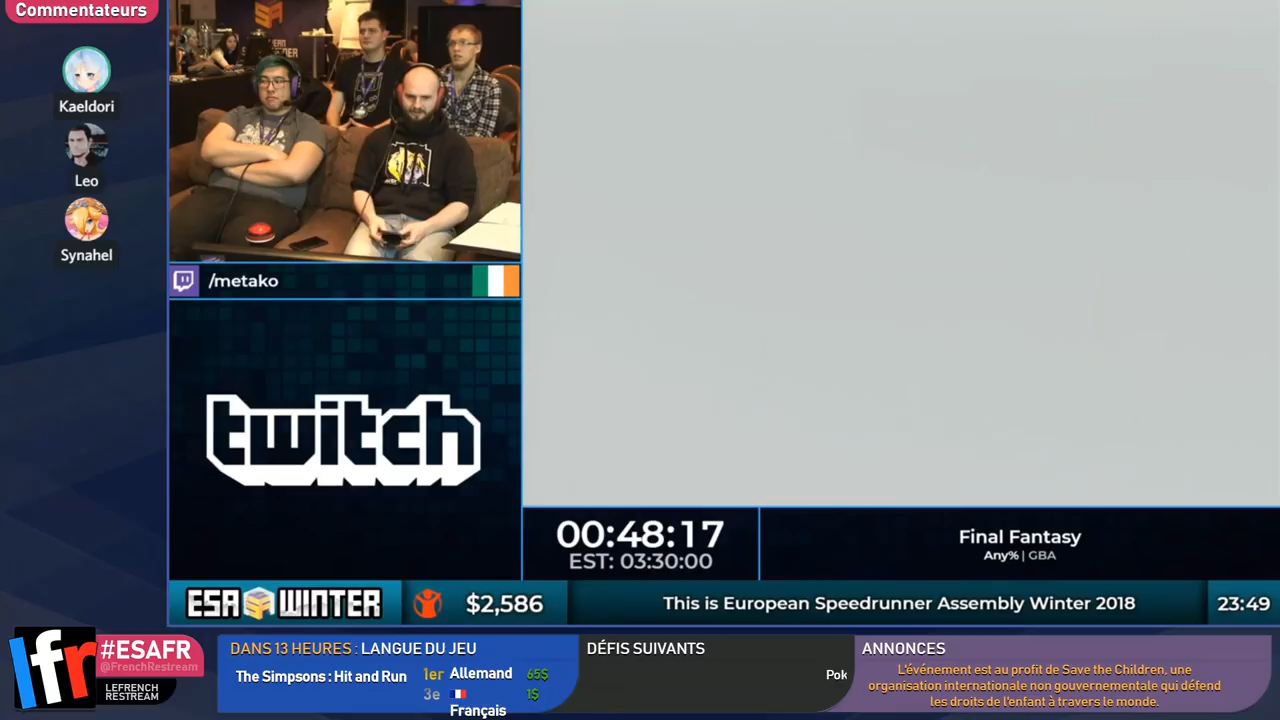 Commentateurs
Kaeldori
Leo
Synahel
/metako
twitch
00:48:17
EST: 03:30:00
Final Fantasy
Any% | GBA
ESA WINTER
$2,586
This is European Speedrunner Assembly Winter 2018
23:49
lfr
#ESAFR
@FrenchRestream
LEFRENCH
RESTREAM
DANS 13 HEURES : LANGUE DU JEU
The Simpsons : Hit and Run
1er Allemand 65$
3e Français 1$
DÉFIS SUIVANTS
Pok
ANNONCES
L'événement est au profit de Save the Children, une
organisation internationale non gouvernementale qui défend
les droits de l'enfant à travers le monde.